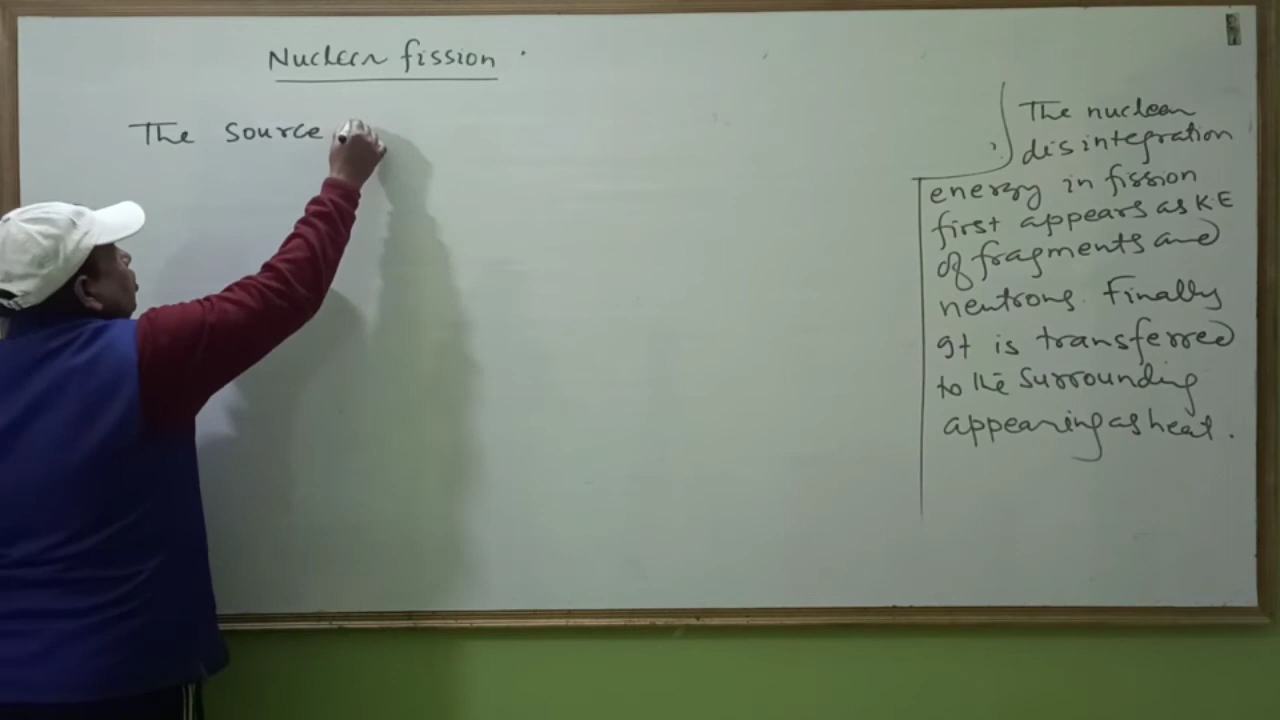 Nuclear fission .
The source
The nuclear
disintegration
energy in fission
first appears as K.E
of fragments and
neutrons. Finally
It is transferred
to the surrounding
appearing as heat.